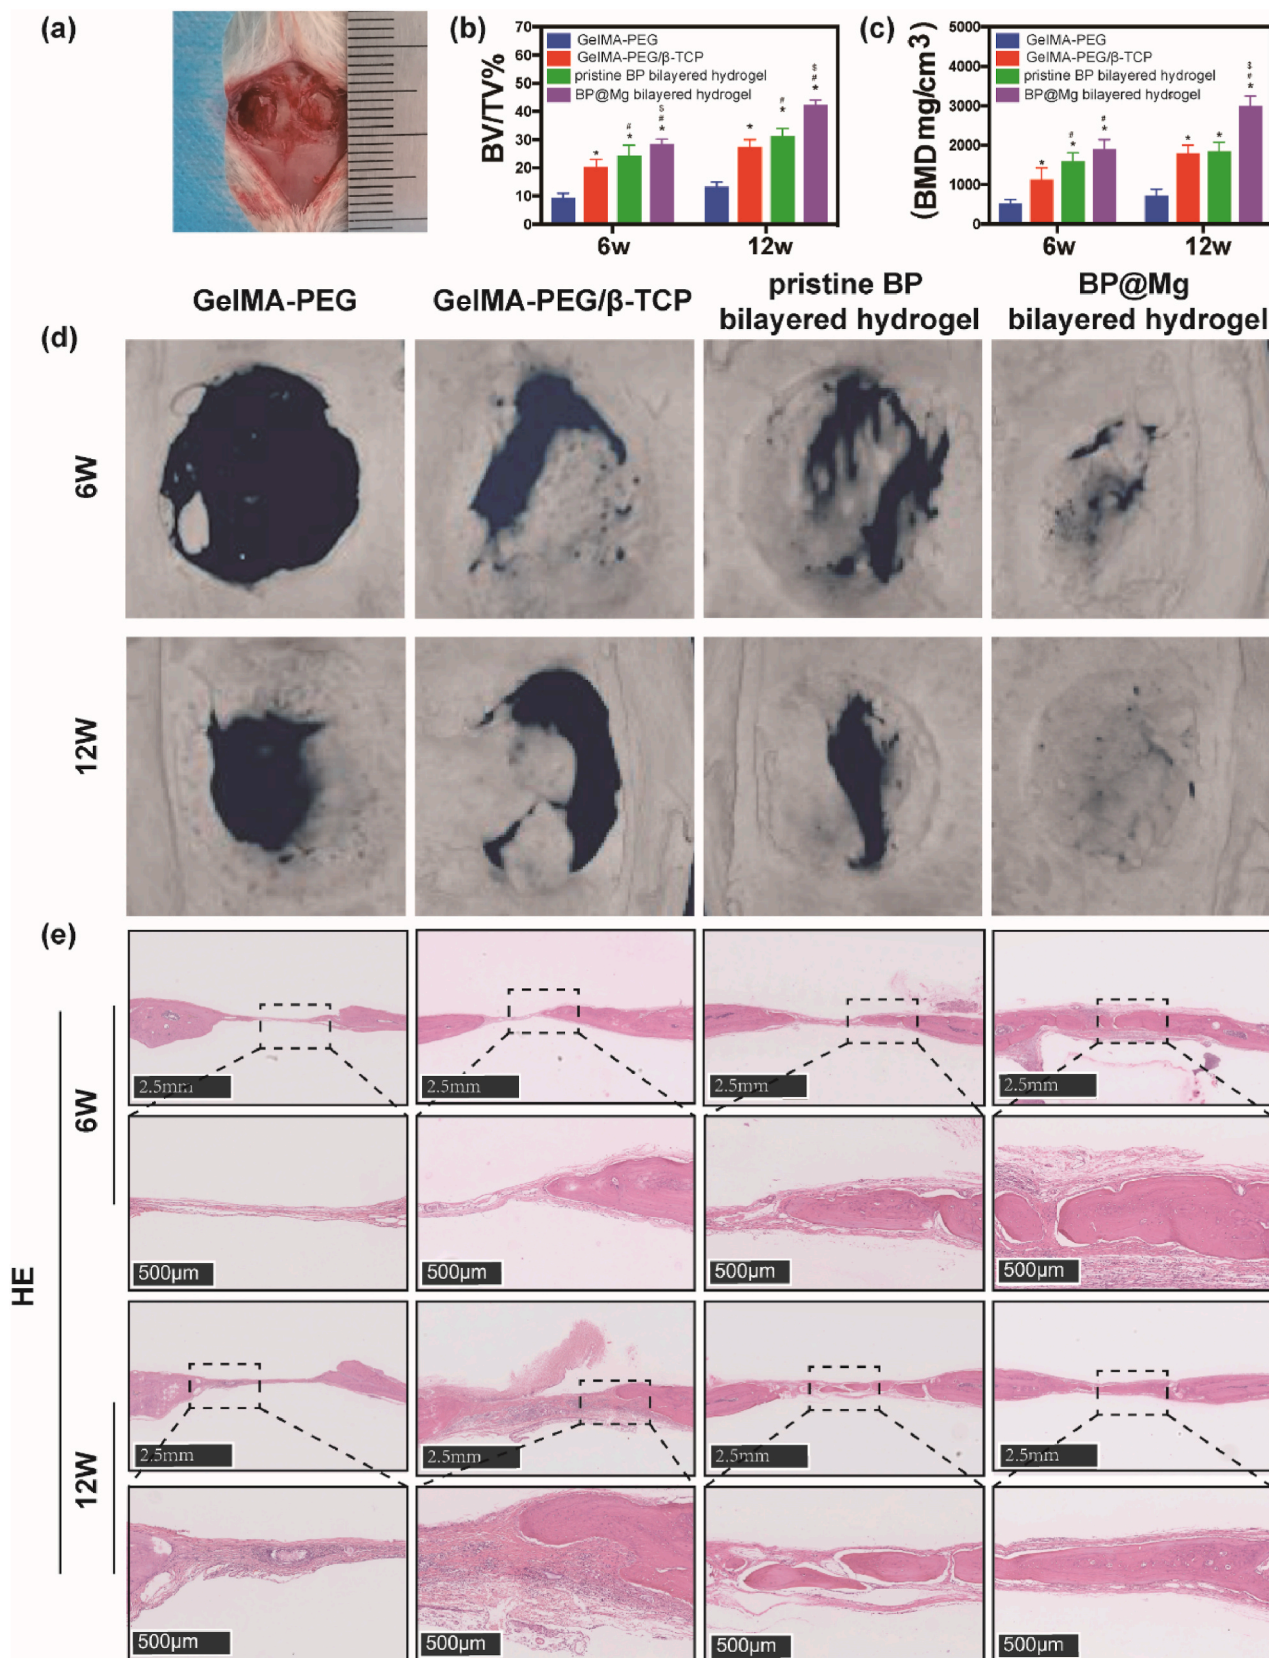 (a)
(b)
BV/TV%
70
60
50
40
30
20
10
0
GelMA-PEG
GelMA-PEG/β-TCP
pristine BP bilayered hydrogel
BP@Mg bilayered hydrogel
*
#
*
$
#
*
*
#
*
$
#
*
6w
12w
(c)
(BMD mg/cm3)
5000
4000
3000
2000
1000
0
GelMA-PEG
GelMA-PEG/β-TCP
pristine BP bilayered hydrogel
BP@Mg bilayered hydrogel
*
#
*
#
*
*
*
$
#
*
6w
12w
GelMA-PEG
GelMA-PEG/β-TCP
pristine BP
bilayered hydrogel
BP@Mg
bilayered hydrogel
(d)
6W
12W
(e)
HE
6W
2.5mm
2.5mm
2.5mm
2.5mm
500μm
500μm
500μm
500μm
12W
2.5mm
2.5mm
2.5mm
2.5mm
500μm
500μm
500μm
500μm